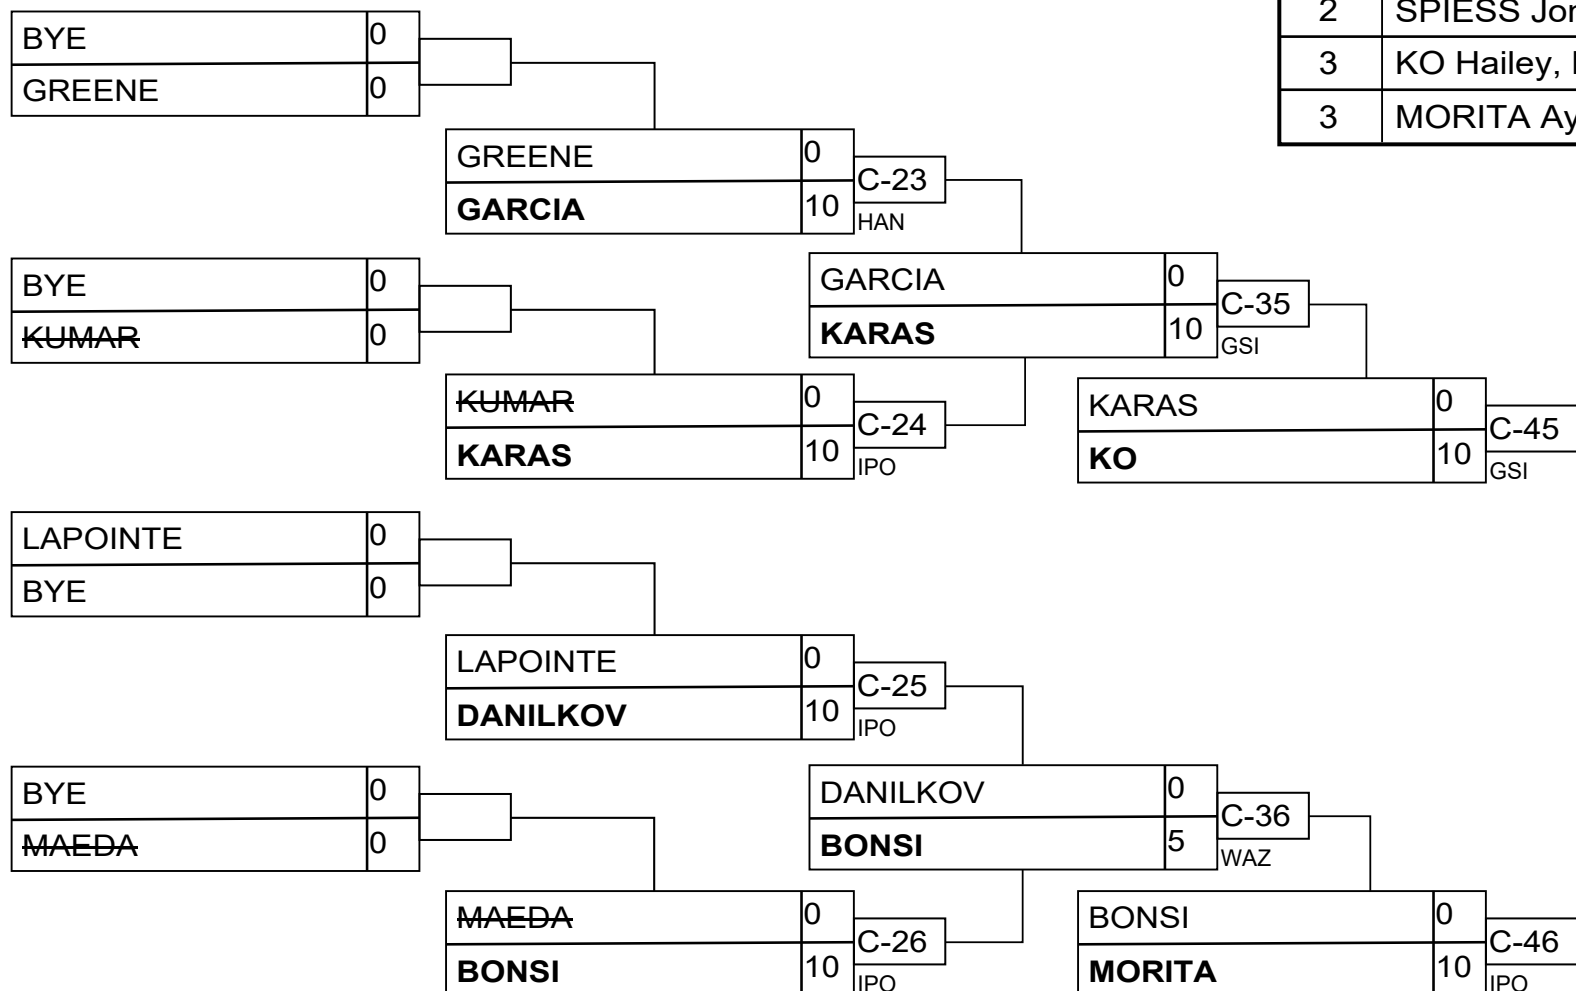 2 SPIESS Jo
3 KO Hailey,
3 MORITA Ay
BYE 0
GREENE 0
GREENE 0
GARCIA 10
C-23
HAN
BYE 0
KUMAR 0
KUMAR 0
KARAS 10
C-24
IPO
GARCIA 0
KARAS 10
C-35
GSI
KARAS 0
KO 10
C-45
GSI
LAPOINTE 0
BYE 0
LAPOINTE 0
DANILKOV 10
C-25
IPO
BYE 0
MAEDA 0
MAEDA 0
BONSI 10
C-26
IPO
DANILKOV 0
BONSI 5
C-36
WAZ
BONSI 0
MORITA 10
C-46
IPO